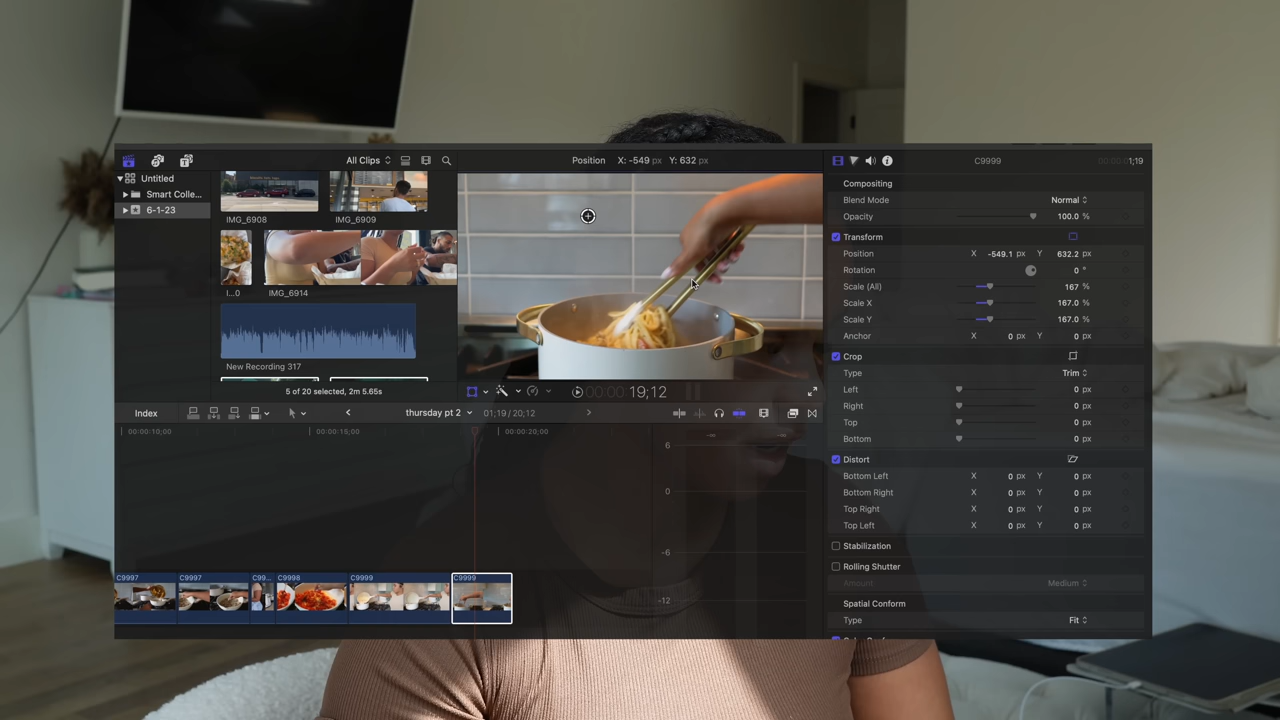 All Clips
Position X: -549 px Y: 632 px
C9999
1;19
Untitled
Smart Colle...
6-1-23
IMG_6908
IMG_6909
I...0
IMG_6914
New Recording 317
5 of 20 selected, 2m 5.65s
00:00:19;12
Compositing
Blend Mode Normal
Opacity 100.0 %
Transform
Position X -549.1 px Y 632.2 px
Rotation 0 °
Scale (All) 167 %
Scale X 167.0 %
Scale Y 167.0 %
Anchor X 0 px Y 0 px
Crop
Type Trim
Left 0 px
Right 0 px
Top 0 px
Bottom 0 px
Distort
Bottom Left X 0 px Y 0 px
Bottom Right X 0 px Y 0 px
Top Right X 0 px Y 0 px
Top Left X 0 px Y 0 px
Stabilization
Rolling Shutter
Amount Medium
Spatial Conform
Type Fit
Index
thursday pt 2
01;19 / 20;12
00:00:10;00
00:00:15;00
00:00:20;00
-∞ -∞
6
0
-6
-12
C9997
C9997
C99...
C9998
C9999
C9999